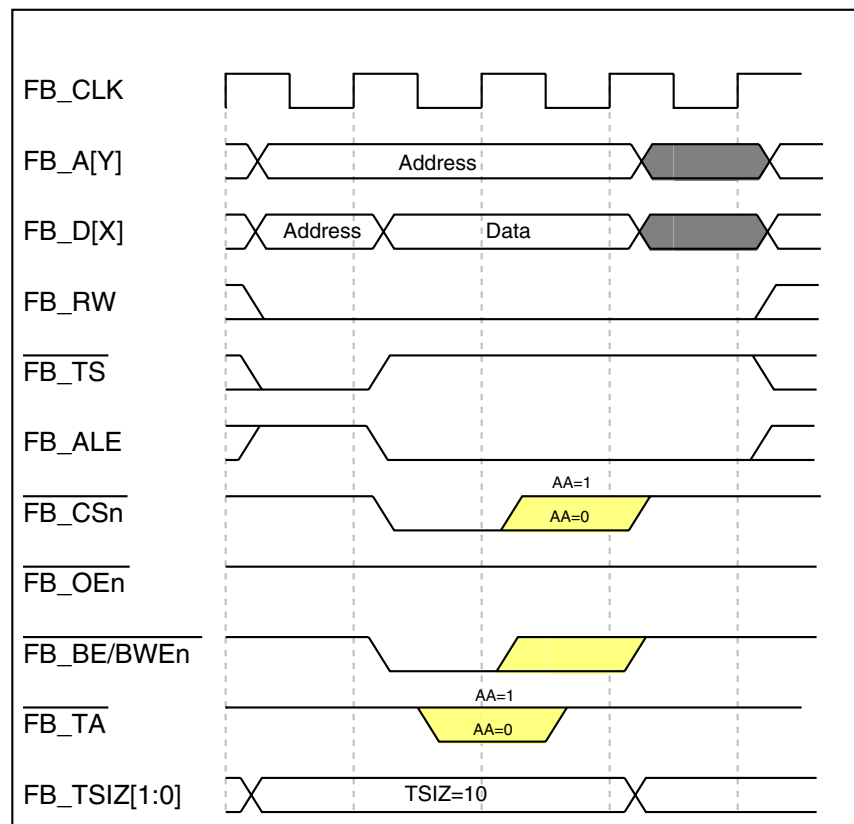 FB_CLK
FB_A[Y]
Address
FB_D[X]
Address
Data
FB_RW
FB_TS
FB_ALE
AA=1
FB_CSn
AA=0
FB_OEn
FB_BE/BWEn
AA=1
FB_TA
AA=0
FB_TSIZ[1:0]
TSIZ=10